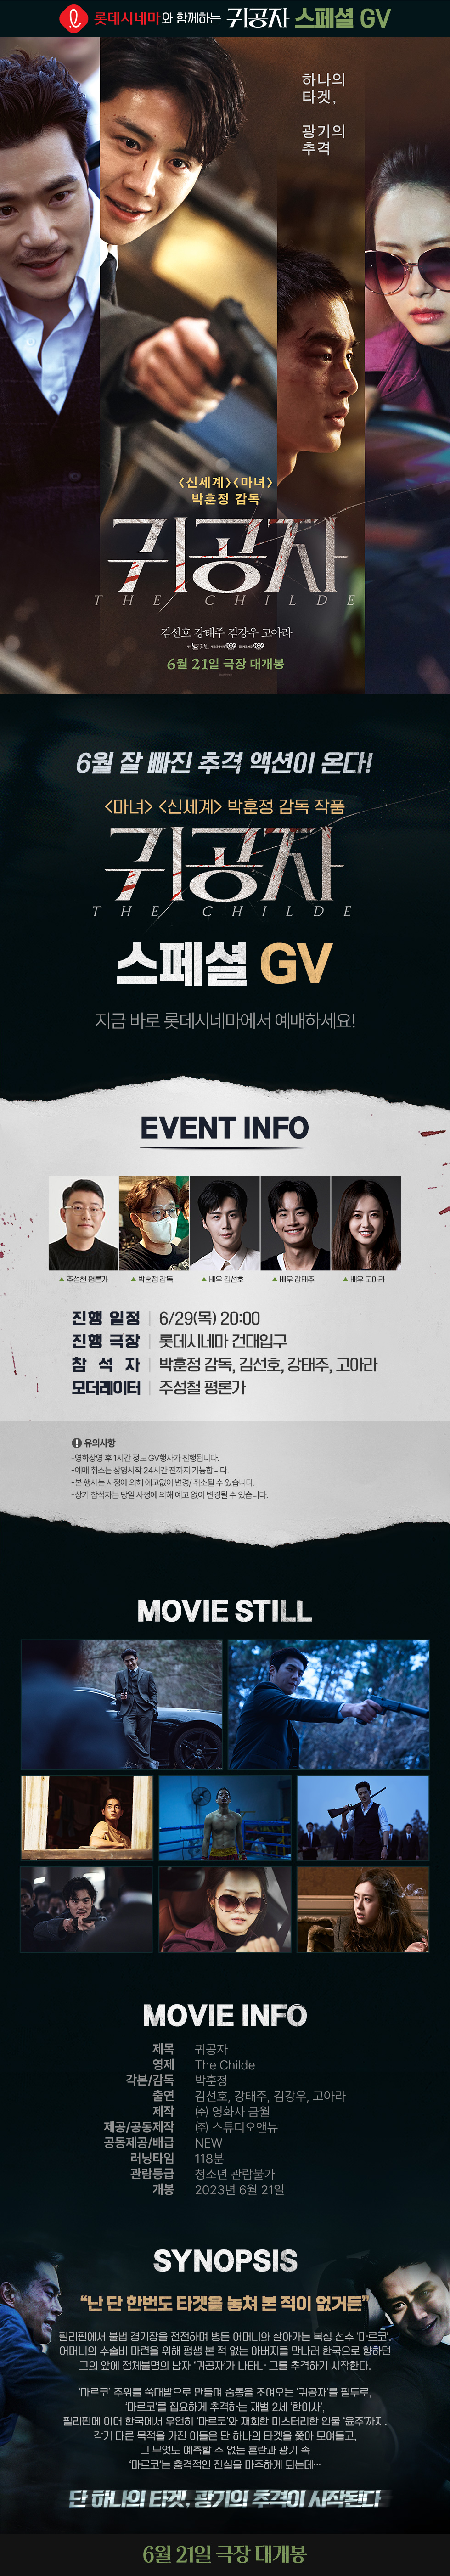 롯데시네마와 함께하는 귀공자 스페셜 GV
하나의
타겟,
광기의
추격
<신세계><마녀>
박훈정 감독
귀공자
THE CHILDE
김선호 강태주 김강우 고아라
6월 21일 극장 대개봉
6월 잘 빠진 추격 액션이 온다!
<마녀> <신세계> 박훈정 감독 작품
귀공자
THE CHILDE
스페셜 GV
지금 바로 롯데시네마에서 예매하세요!
EVENT INFO
▲ 주성철 평론가 ▲ 박훈정 감독 ▲ 배우 김선호 ▲ 배우 강태주 ▲ 배우 고아라
진행 일정 | 6/29(목) 20:00
진행 극장 | 롯데시네마 건대입구
참 석 자 | 박훈정 감독, 김선호, 강태주, 고아라
모더레이터 | 주성철 평론가
! 유의사항
-영화상영 후 1시간 정도 GV행사가 진행됩니다.
-예매 취소는 상영시작 24시간 전까지 가능합니다.
-본 행사는 사정에 의해 예고없이 변경/ 취소될 수 있습니다.
-상기 참석자는 당일 사정에 의해 예고 없이 변경될 수 있습니다.
MOVIE STILL
MOVIE INFO
제목 | 귀공자
영제 | The Childe
각본/감독 | 박훈정
출연 | 김선호, 강태주, 김강우, 고아라
제작 | ㈜ 영화사 금월
제공/공동제작 | ㈜ 스튜디오앤뉴
공동제공/배급 | NEW
러닝타임 | 118분
관람등급 | 청소년 관람불가
개봉 | 2023년 6월 21일
SYNOPSIS
“난 단 한번도 타겟을 놓쳐 본 적이 없거든”
필리핀에서 불법 경기장을 전전하며 병든 어머니와 살아가는 복싱 선수 ‘마르코’.
어머니의 수술비 마련을 위해 평생 본 적 없는 아버지를 만나러 한국으로 향하던
그의 앞에 정체불명의 남자 ‘귀공자’가 나타나 그를 추격하기 시작한다.
‘마르코’ 주위를 쑥대밭으로 만들며 숨통을 조여오는 ‘귀공자’를 필두로,
‘마르코’를 집요하게 추격하는 재벌 2세 ‘한이사’,
필리핀에 이어 한국에서 우연히 ‘마르코’와 재회한 미스터리한 인물 ‘윤주’까지.
각기 다른 목적을 가진 이들은 단 하나의 타겟을 쫓아 모여들고,
그 무엇도 예측할 수 없는 혼란과 광기 속
‘마르코’는 충격적인 진실을 마주하게 되는데…
단 하나의 타겟, 광기의 추격이 시작된다
6월 21일 극장 대개봉